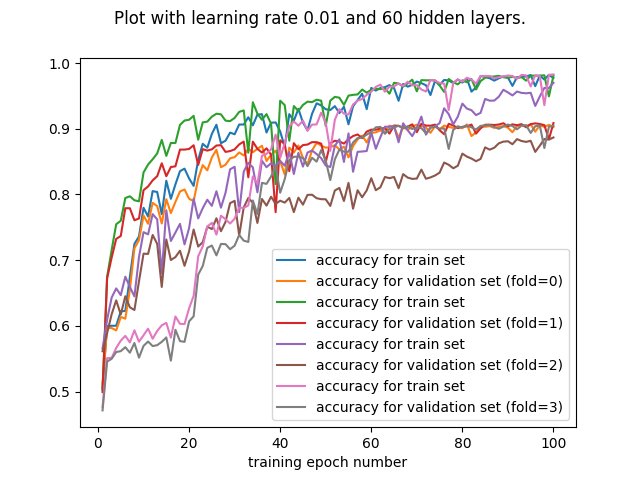 Plot with learning rate 0.01 and 60 hidden layers.
1.0
0.9
0.8
0.7
0.6
0.5
accuracy for train set
accuracy for validation set (fold=0)
accuracy for train set
accuracy for validation set (fold=1)
accuracy for train set
accuracy for validation set (fold=2)
accuracy for train set
accuracy for validation set (fold=3)
0 20 40 60 80 100
training epoch number